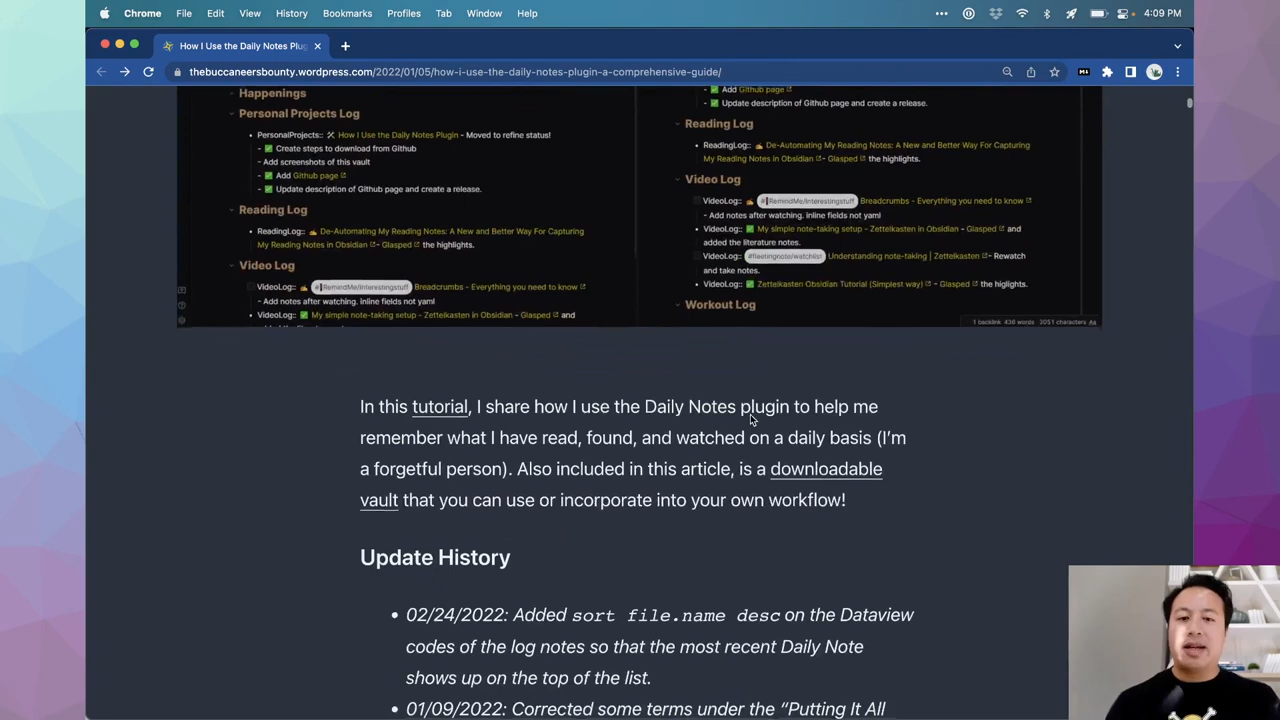 Chrome File Edit View History Bookmarks Profiles Tab Window Help 4:09 PM
How I Use the Daily Notes Plug
thebuccaneersbounty.wordpress.com/2022/01/05/how-i-use-the-daily-notes-plugin-a-comprehensive-guide/
Happenings
Personal Projects Log
PersonalProjects:: 🛠 How I Use the Daily Notes Plugin - Moved to refine status!
- ✅ Create steps to download from Github
- Add screenshots of this vault
- ✅ Add Github page
- ✅ Update description of Github page and create a release.
Reading Log
ReadingLog:: ✍ De-Automating My Reading Notes: A New and Better Way For Capturing
My Reading Notes in Obsidian - Glasped the highlights.
Video Log
VideoLog:: ✍ #RemindMe/Interestingstuff Breadcrumbs - Everything you need to know
- Add notes after watching. inline fields not yaml
VideoLog:: ✅ My simple note-taking setup - Zettelkasten in Obsidian - Glasped and
- ✅ Add Github page
- ✅ Update description of Github page and create a release.
Reading Log
ReadingLog:: ✍ De-Automating My Reading Notes: A New and Better Way For Capturing
My Reading Notes in Obsidian - Glasped the highlights.
Video Log
VideoLog:: ✍ #RemindMe/Interestingstuff Breadcrumbs - Everything you need to know
- Add notes after watching. inline fields not yaml
VideoLog:: ✅ My simple note-taking setup - Zettelkasten in Obsidian - Glasped and
added the literature notes.
VideoLog:: #fleetingnote/watchlist Understanding note-taking | Zettelkasten - Rewatch
and take notes.
VideoLog:: ✅ Zettelkasten Obsidian Tutorial (Simplest way) - Glasped the higlights.
Workout Log
1 backlink 436 words 3051 characters Aa
In this tutorial, I share how I use the Daily Notes plugin to help me
remember what I have read, found, and watched on a daily basis (I'm
a forgetful person). Also included in this article, is a downloadable
vault that you can use or incorporate into your own workflow!
Update History
• 02/24/2022: Added sort file.name desc on the Dataview
codes of the log notes so that the most recent Daily Note
shows up on the top of the list.
• 01/09/2022: Corrected some terms under the "Putting It All